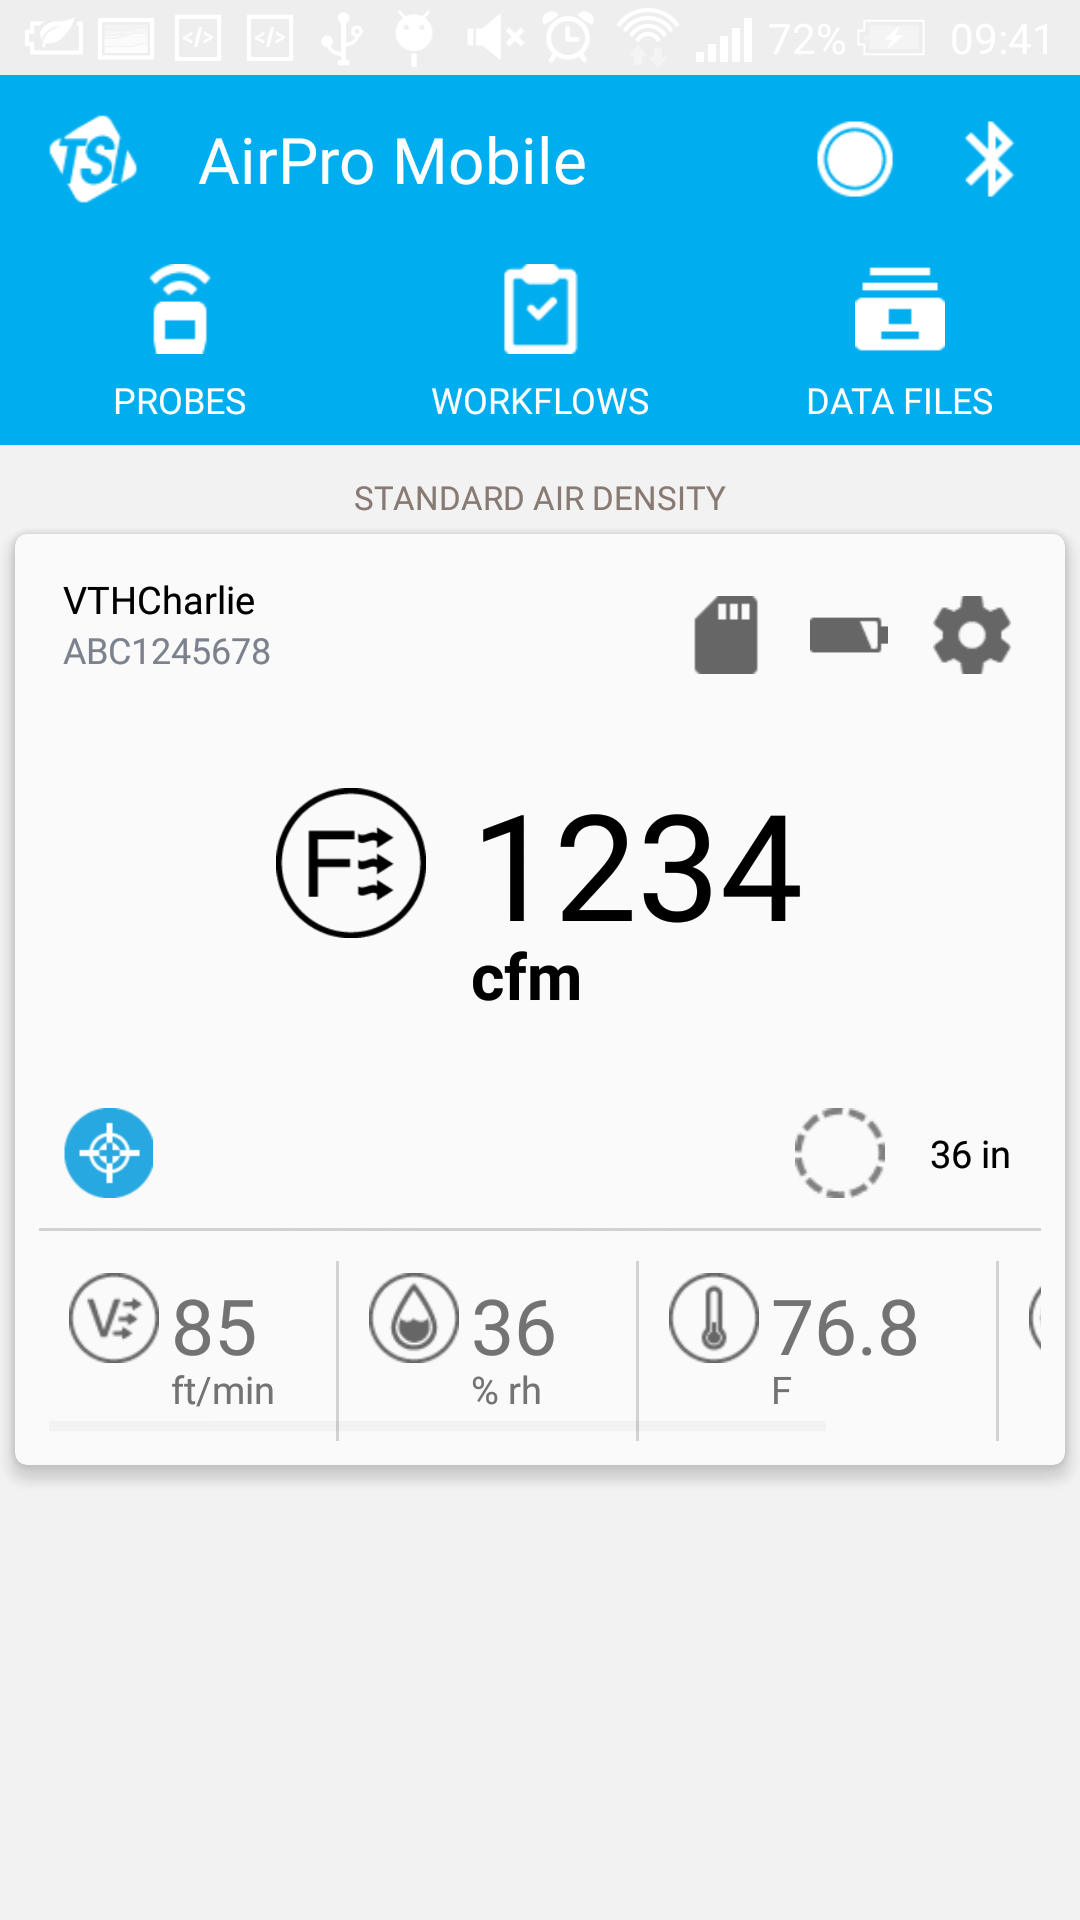 72% 09:41
TSI AirPro Mobile
PROBES WORKFLOWS DATA FILES
STANDARD AIR DENSITY
VTHCharlie
ABC1245678
F 1234
cfm
36 in
V 85 36 76.8
ft/min % rh F